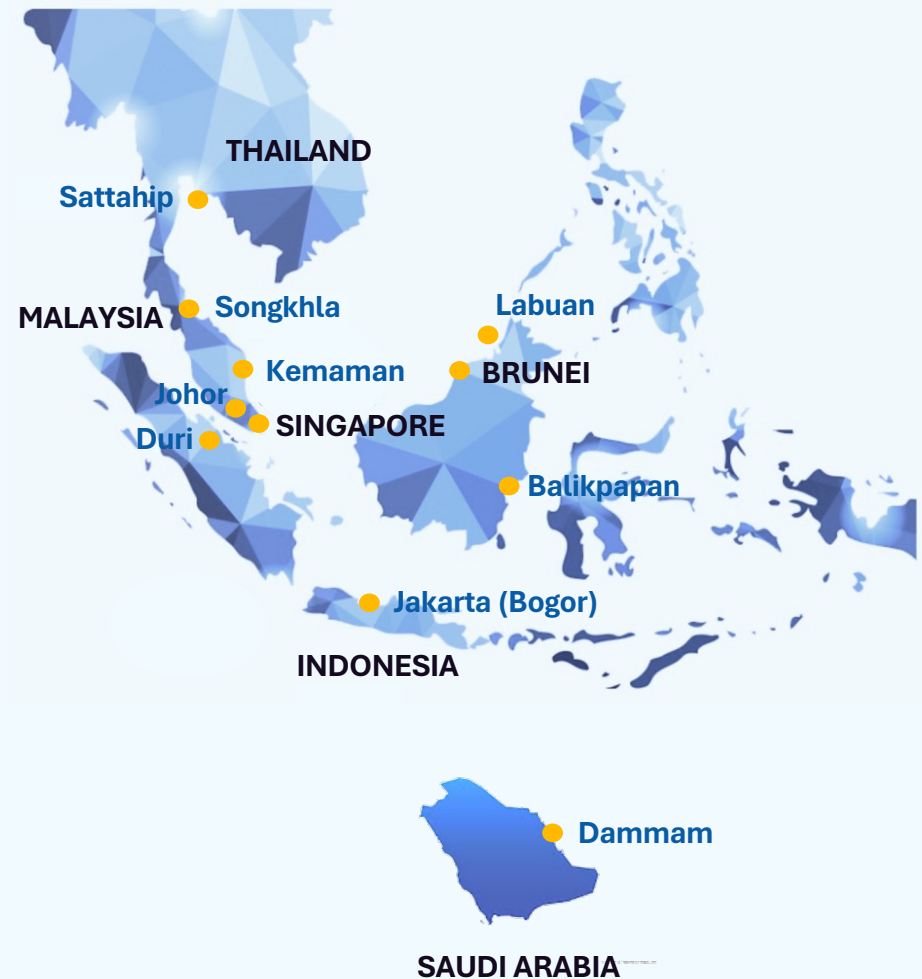 THAILAND
Sattahip
Songkhla
MALAYSIA
Labuan
Kemaman
BRUNEI
Johor
SINGAPORE
Duri
Balikpapan
Jakarta (Bogor)
INDONESIA
Dammam
SAUDI ARABIA